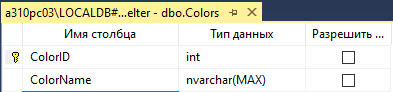 a310pc03\LOCALDB#...elter - dbo.Colors
Имя столбца Тип данных Разрешить ...
ColorID int
ColorName nvarchar(MAX)